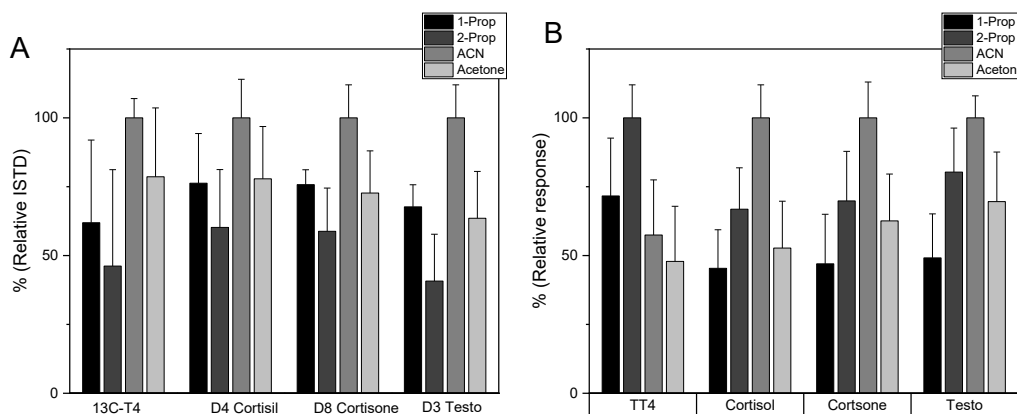 A
1-Prop
2-Prop
ACN
Acetone
% (Relative ISTD)
100
50
0
13C-T4 D4 Cortisil D8 Cortisone D3 Testo
B
1-Prop
2-Prop
ACN
Aceton
% (Relative response)
100
50
0
TT4 Cortisol Cortsone Testo